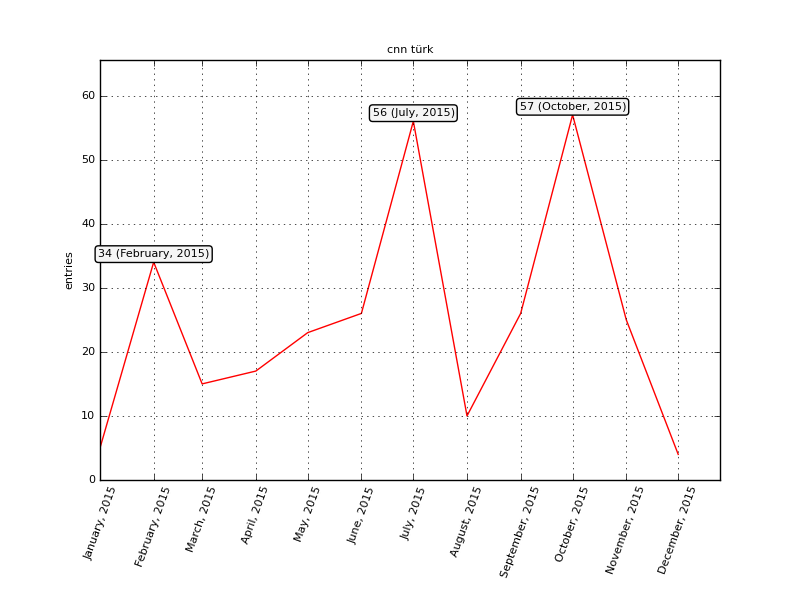 cnn türk
60
50
40
30
20
10
0
entries
56 (July, 2015)
57 (October, 2015)
34 (February, 2015)
January, 2015
February, 2015
March, 2015
April, 2015
May, 2015
June, 2015
July, 2015
August, 2015
September, 2015
October, 2015
November, 2015
December, 2015